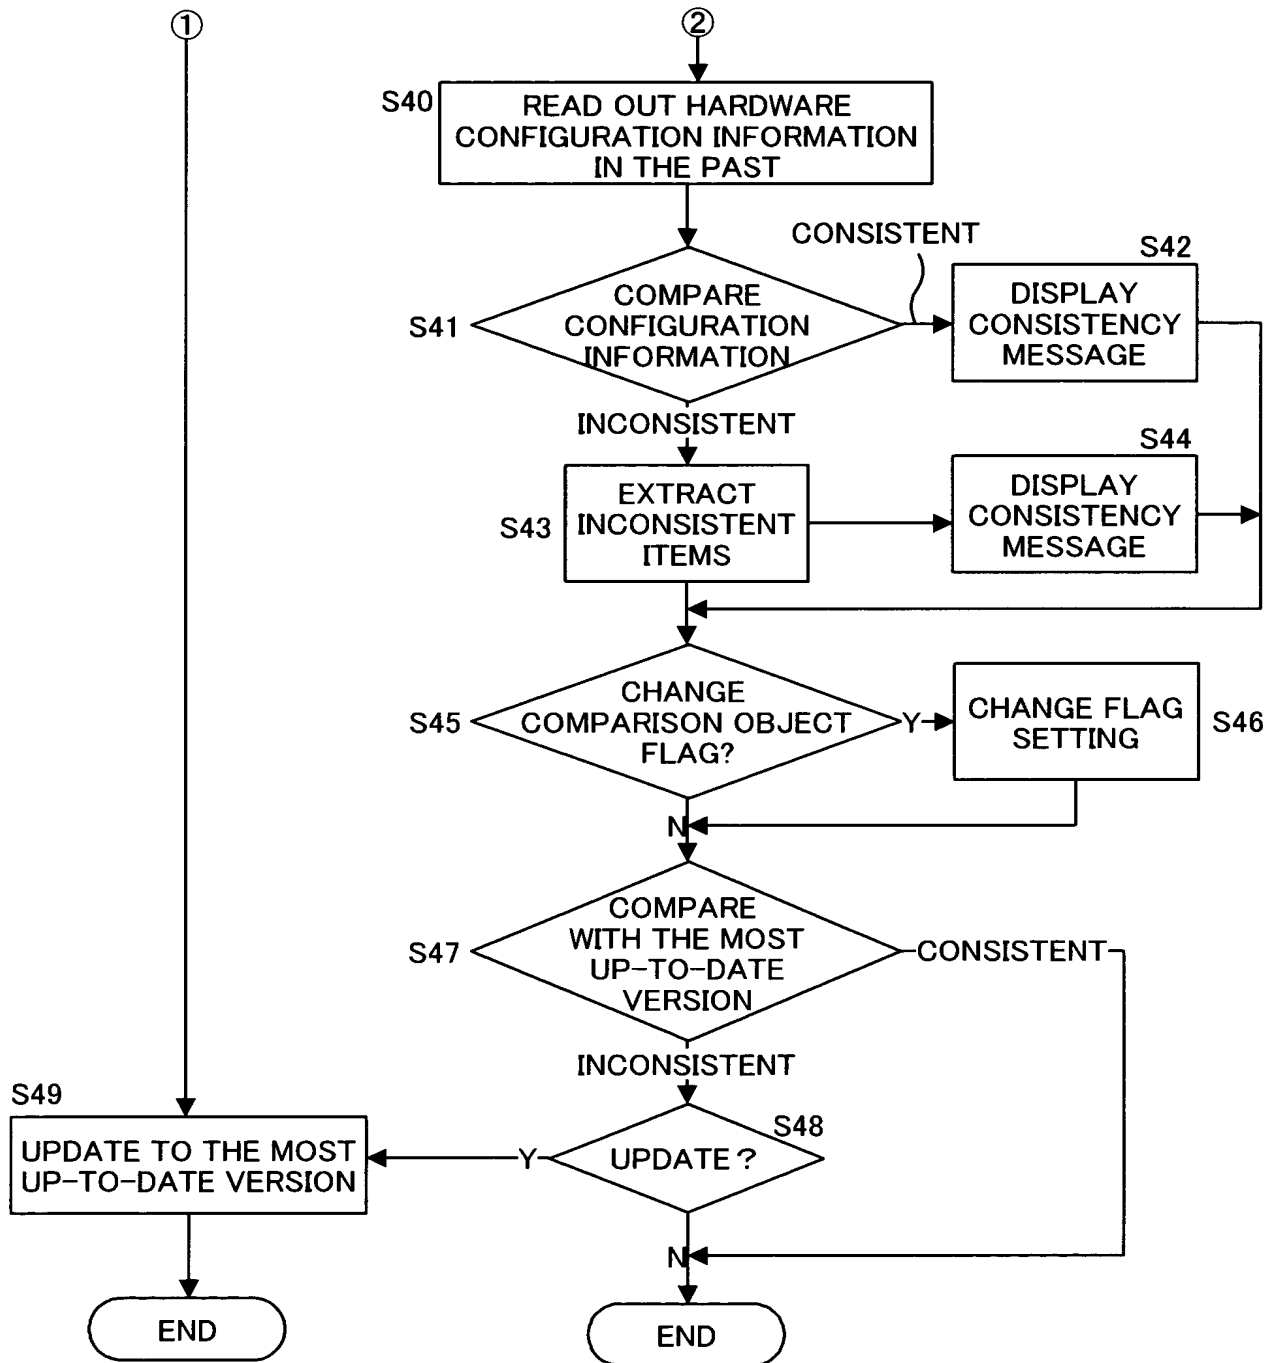 ①
②
S40
READ OUT HARDWARE
CONFIGURATION INFORMATION
IN THE PAST
CONSISTENT
S41
COMPARE
CONFIGURATION
INFORMATION
S42
DISPLAY
CONSISTENCY
MESSAGE
INCONSISTENT
S43
EXTRACT
INCONSISTENT
ITEMS
S44
DISPLAY
CONSISTENCY
MESSAGE
S45
CHANGE
COMPARISON OBJECT
FLAG?
Y
CHANGE FLAG
SETTING
S46
N
S47
COMPARE
WITH THE MOST
UP-TO-DATE
VERSION
CONSISTENT
INCONSISTENT
S48
UPDATE?
Y
S49
UPDATE TO THE MOST
UP-TO-DATE VERSION
N
END
END